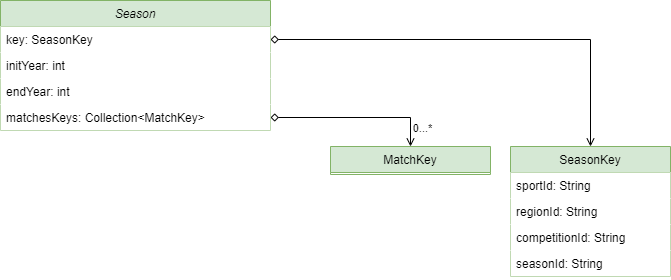 Season
key: SeasonKey
initYear: int
endYear: int
matchesKeys: Collection<MatchKey>
0...*
MatchKey
SeasonKey
sportId: String
regionId: String
competitionId: String
seasonId: String